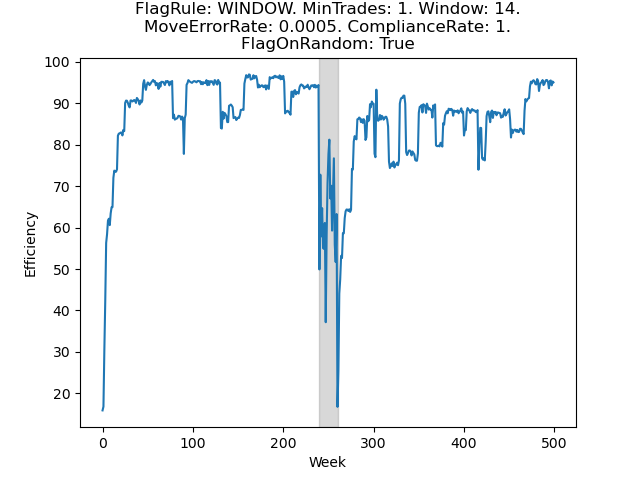 FlagRule: WINDOW. MinTrades: 1. Window: 14.
MoveErrorRate: 0.0005. ComplianceRate: 1.
FlagOnRandom: True
100
90
80
70
60
50
40
30
20
Efficiency
0 100 200 300 400 500
Week